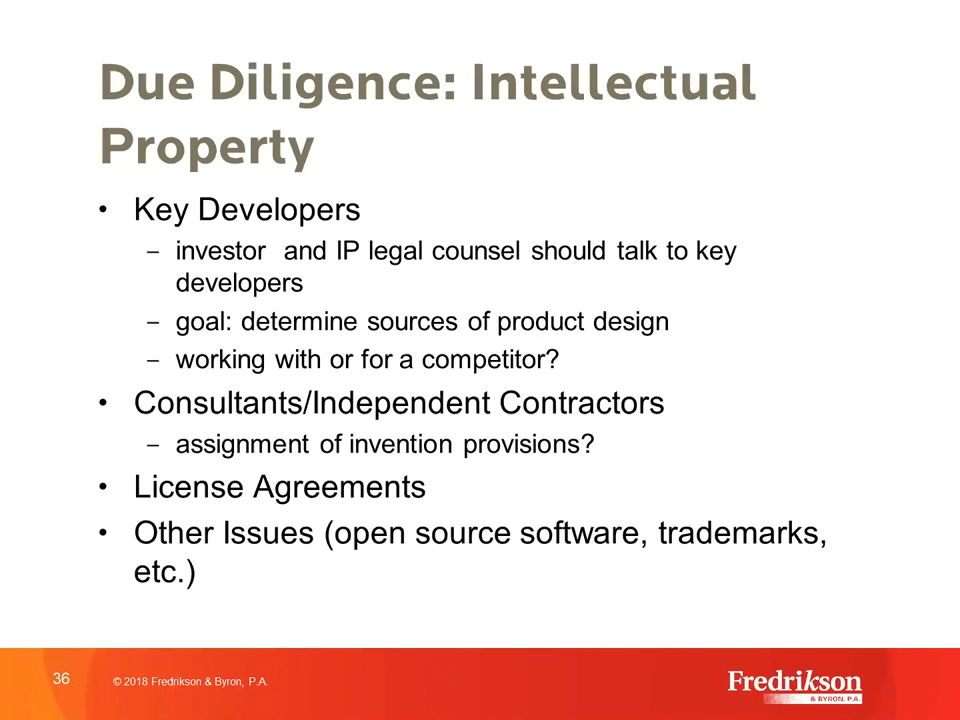 Due Diligence: Intellectual
Property
• Key Developers
– investor and IP legal counsel should talk to key
developers
– goal: determine sources of product design
– working with or for a competitor?
• Consultants/Independent Contractors
– assignment of invention provisions?
• License Agreements
• Other Issues (open source software, trademarks,
etc.)
36
© 2018 Fredrikson & Byron, P.A.
Fredrikson
& BYRON, P.A.